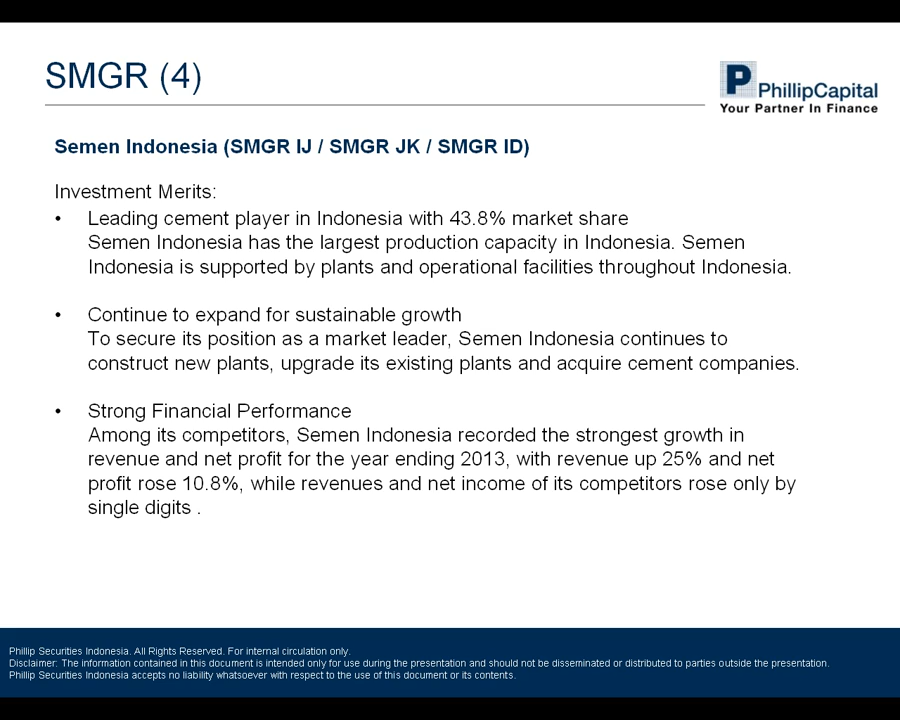 SMGR (4)
P PhillipCapital
Your Partner In Finance
Semen Indonesia (SMGR IJ / SMGR JK / SMGR ID)
Investment Merits:
• Leading cement player in Indonesia with 43.8% market share
Semen Indonesia has the largest production capacity in Indonesia. Semen
Indonesia is supported by plants and operational facilities throughout Indonesia.
• Continue to expand for sustainable growth
To secure its position as a market leader, Semen Indonesia continues to
construct new plants, upgrade its existing plants and acquire cement companies.
• Strong Financial Performance
Among its competitors, Semen Indonesia recorded the strongest growth in
revenue and net profit for the year ending 2013, with revenue up 25% and net
profit rose 10.8%, while revenues and net income of its competitors rose only by
single digits .
Phillip Securities Indonesia. All Rights Reserved. For internal circulation only.
Disclaimer: The information contained in this document is intended only for use during the presentation and should not be disseminated or distributed to parties outside the presentation.
Phillip Securities Indonesia accepts no liability whatsoever with respect to the use of this document or its contents.